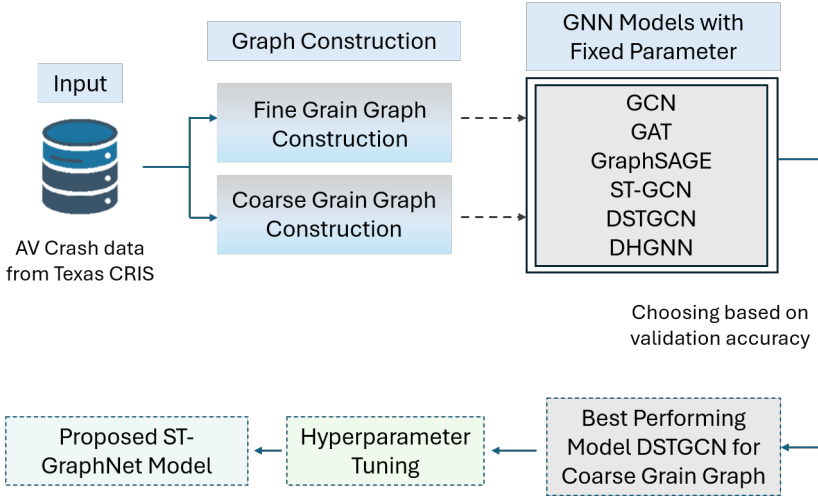 Input
AV Crash data
from Texas CRIS
Graph Construction
Fine Grain Graph
Construction
Coarse Grain Graph
Construction
GNN Models with
Fixed Parameter
GCN
GAT
GraphSAGE
ST-GCN
DSTGCN
DHGNN
Choosing based on
validation accuracy
Best Performing
Model DSTGCN for
Coarse Grain Graph
Hyperparameter
Tuning
Proposed ST-
GraphNet Model